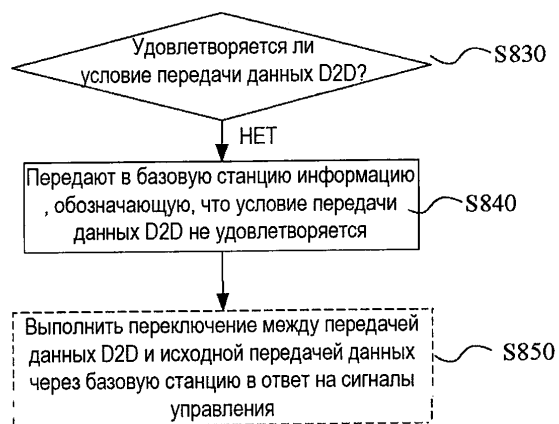 Удовлетворяется ли
условие передачи данных D2D?
S830
НЕТ
Передают в базовую станцию информацию
, обозначающую, что условие передачи
данных D2D не удовлетворяется
S840
Выполнить переключение между передачей
данных D2D и исходной передачей данных
через базовую станцию в ответ на сигналы
управления
S850